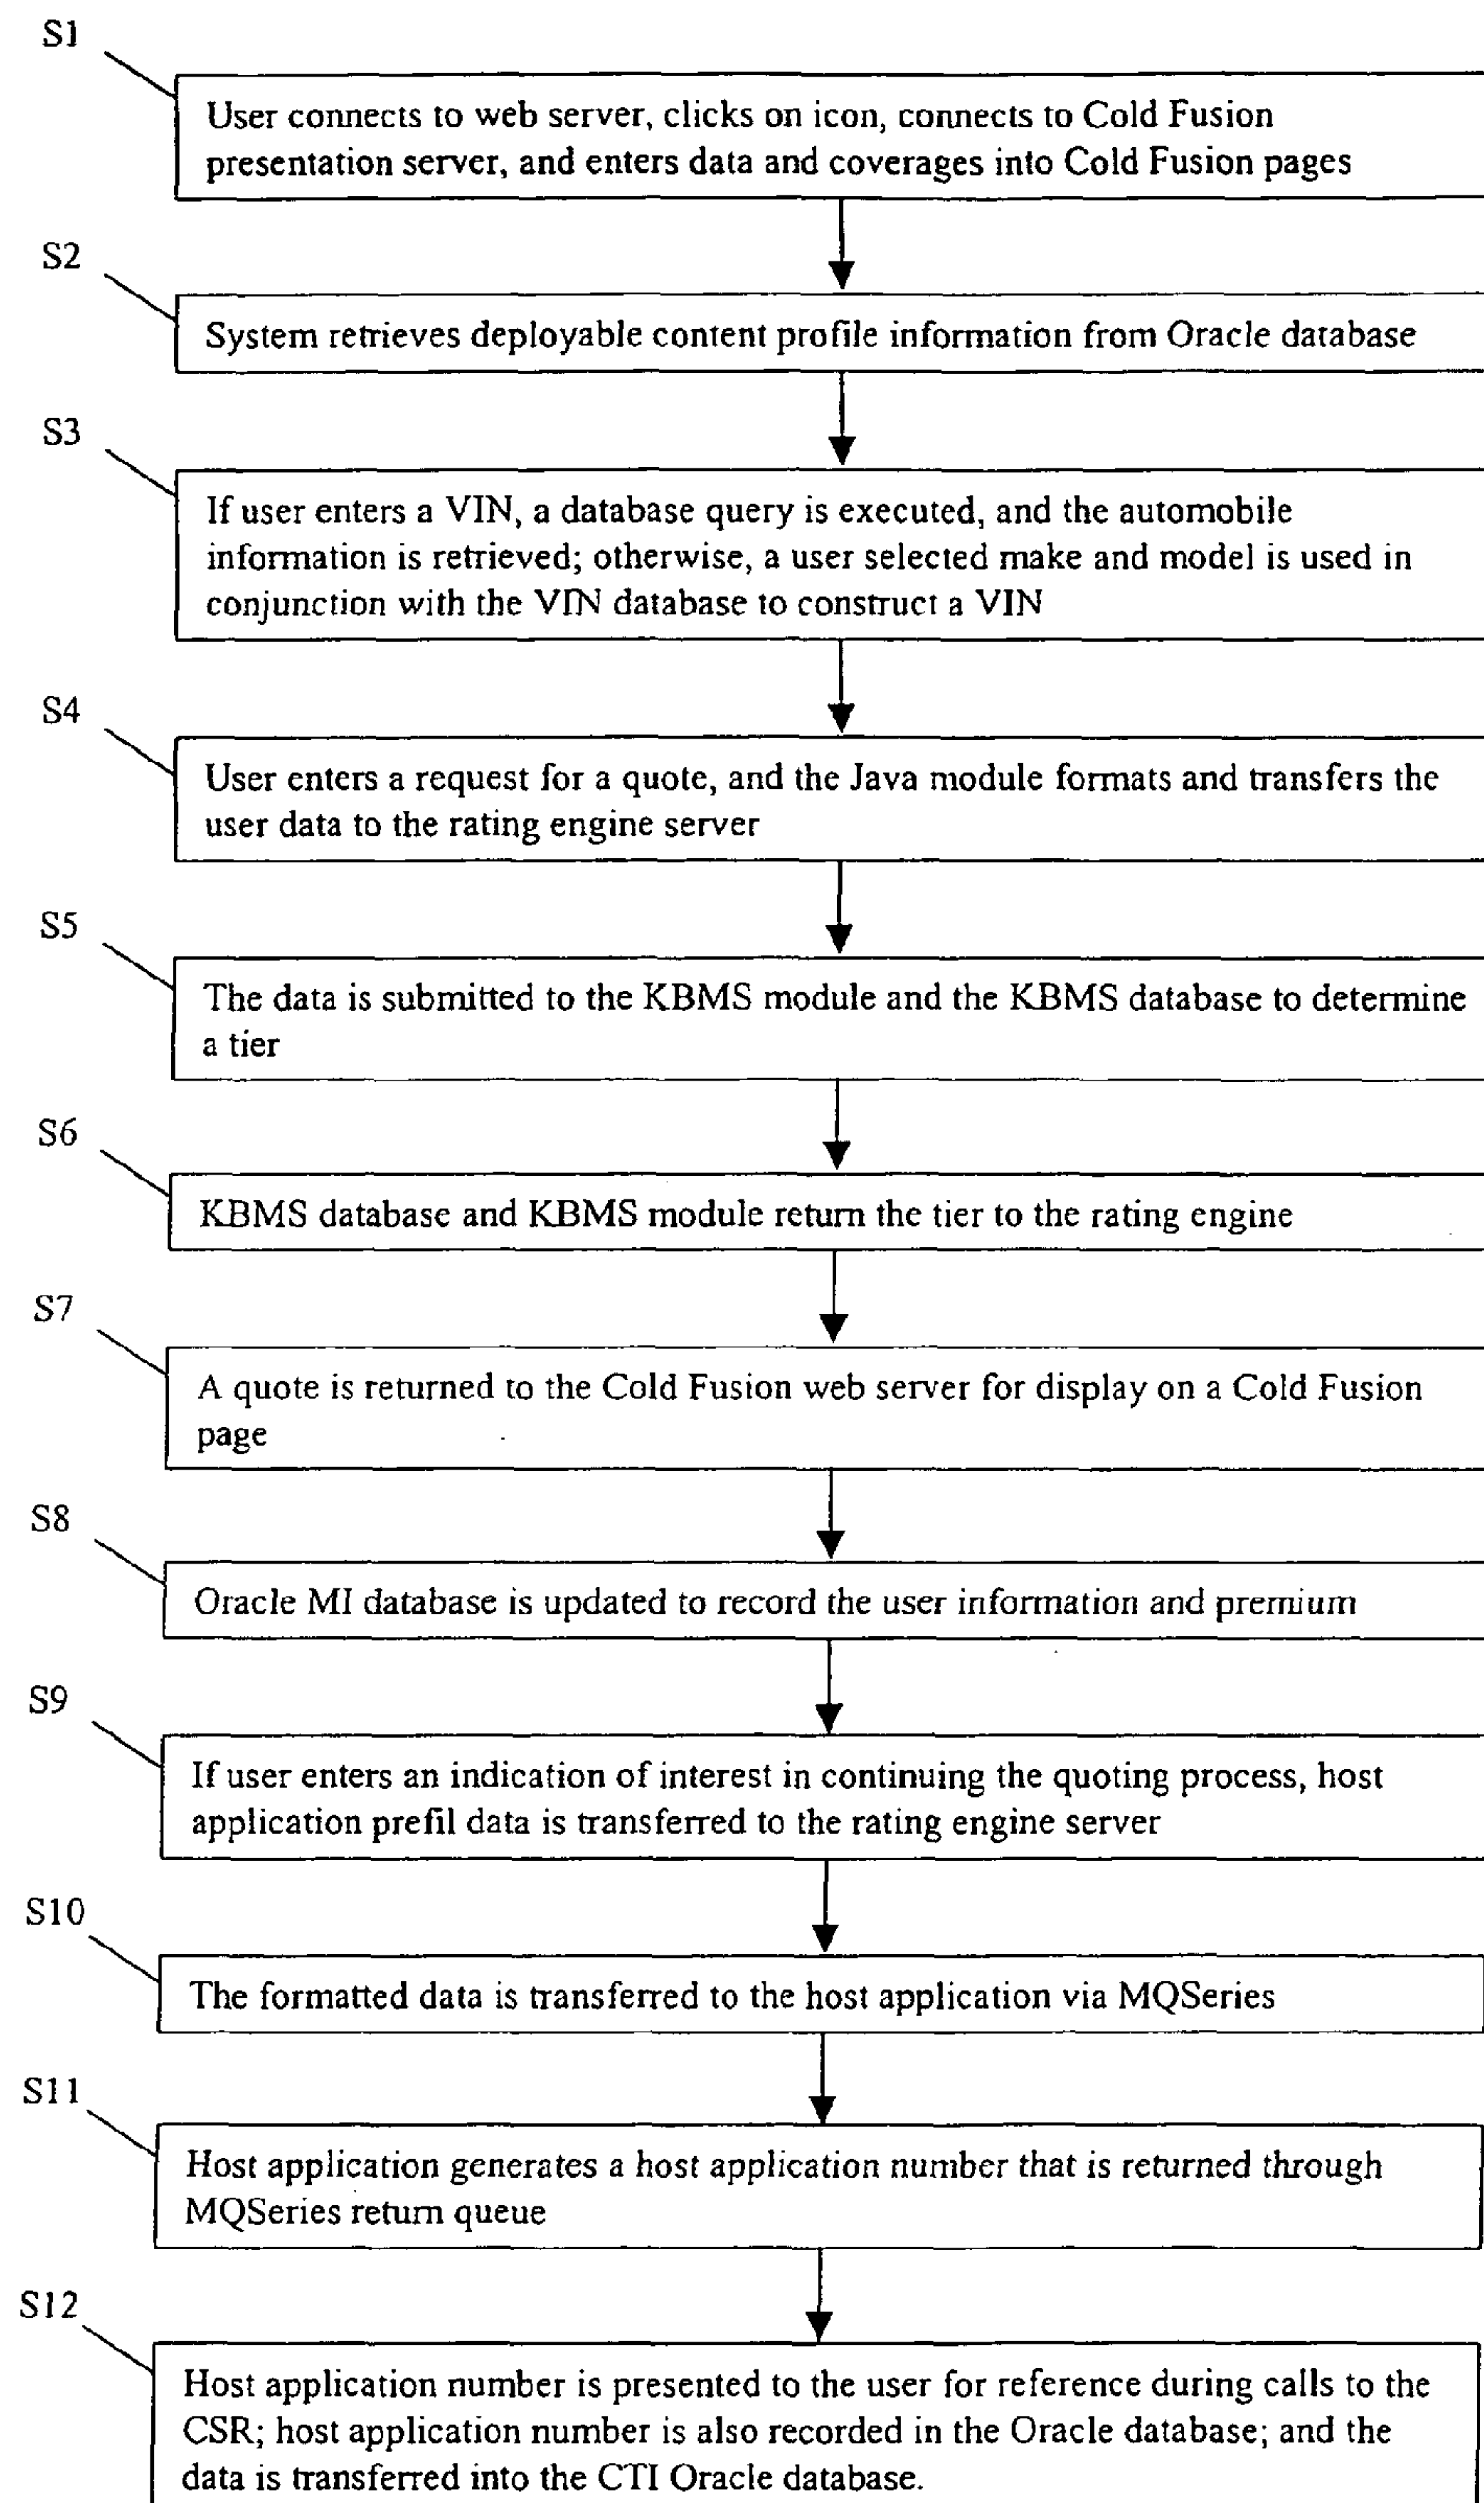 S1
User connects to web server, clicks on icon, connects to Cold Fusion
presentation server, and enters data and coverages into Cold Fusion pages
S2
System retrieves deployable content profile information from Oracle database
S3
If user enters a VIN, a database query is executed, and the automobile
information is retrieved; otherwise, a user selected make and model is used in
conjunction with the VIN database to construct a VIN
S4
User enters a request for a quote, and the Java module formats and transfers the
user data to the rating engine server
S5
The data is submitted to the KBMS module and the KBMS database to determine
a tier
S6
KBMS database and KBMS module return the tier to the rating engine
S7
A quote is returned to the Cold Fusion web server for display on a Cold Fusion
page
S8
Oracle MI database is updated to record the user information and premium
S9
If user enters an indication of interest in continuing the quoting process, host
application prefil data is transferred to the rating engine server
S10
The formatted data is transferred to the host application via MQSeries
S11
Host application generates a host application number that is returned through
MQSeries return queue
S12
Host application number is presented to the user for reference during calls to the
CSR; host application number is also recorded in the Oracle database; and the
data is transferred into the CTI Oracle database.